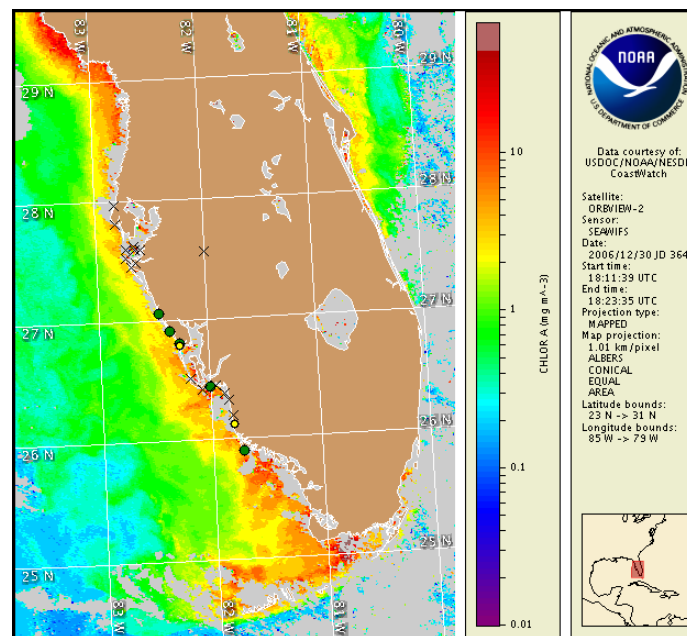 83 W
82 W
81 W
80 W
29 N
29 N
28 N
28 N
27 N
27 N
26 N
26 N
25 N
25 N
83 W
82 W
81 W
10
1
0.1
0.01
CHLOR A (mg m^-3)
NATIONAL OCEANIC AND ATMOSPHERIC ADMINISTRATION
NOAA
U.S. DEPARTMENT OF COMMERCE
Data courtesy of:
USDOC/NOAA/NESDI
CoastWatch
Satellite:
ORBVIEW-2
Sensor:
SEAWIFS
Date:
2006/12/30 JD 364
Start time:
18:11:39 UTC
End time:
18:23:35 UTC
Projection type:
MAPPED
Map projection:
1.01 km/pixel
ALBERS
CONICAL
EQUAL
AREA
Latitude bounds:
23 N -> 31 N
Longitude bounds:
85 W -> 79 W